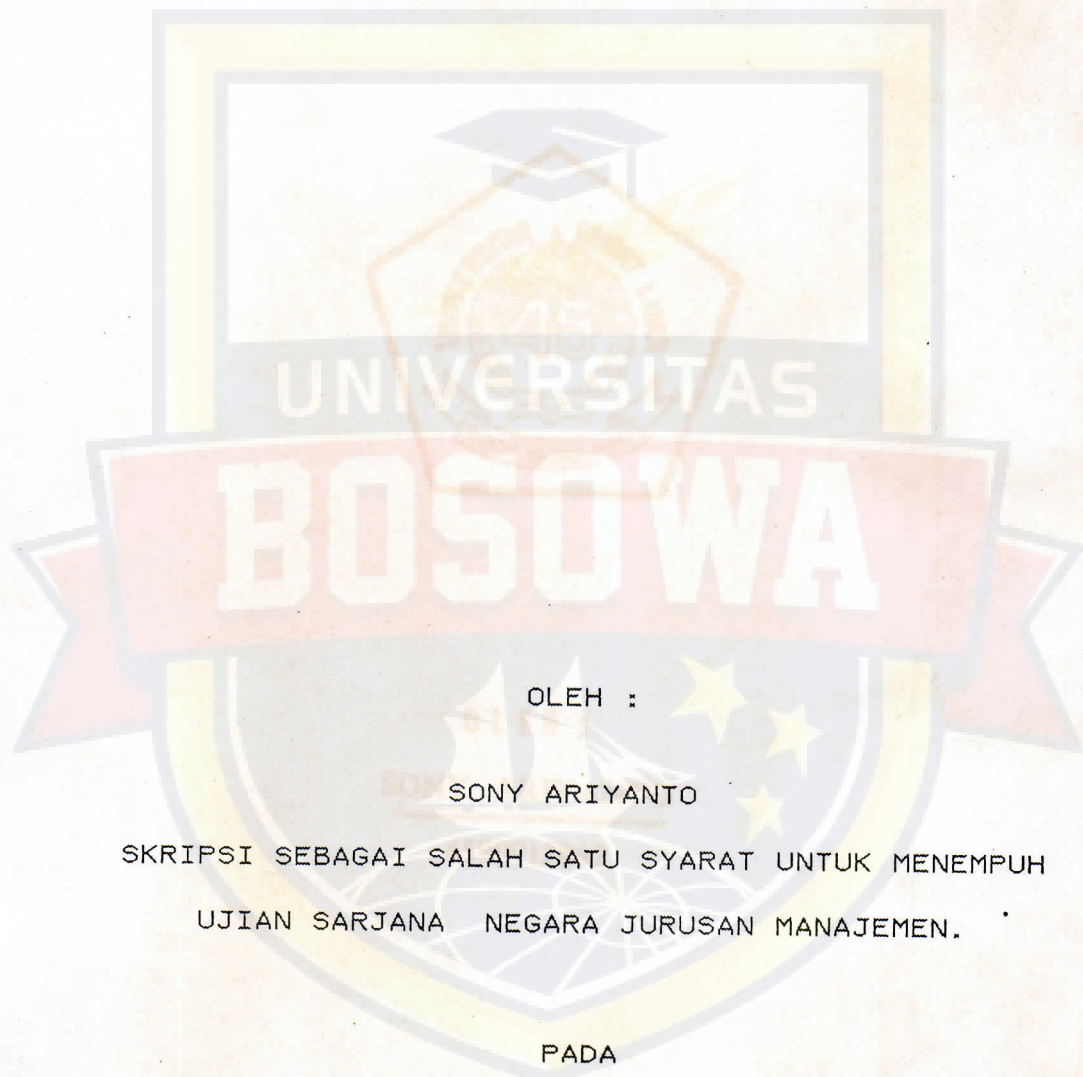 UNIVERSITAS
BOSOWA
OLEH :
SONY ARIYANTO
SKRIPSI SEBAGAI SALAH SATU SYARAT UNTUK MENEMPUH
UJIAN SARJANA NEGARA JURUSAN MANAJEMEN.
PADA